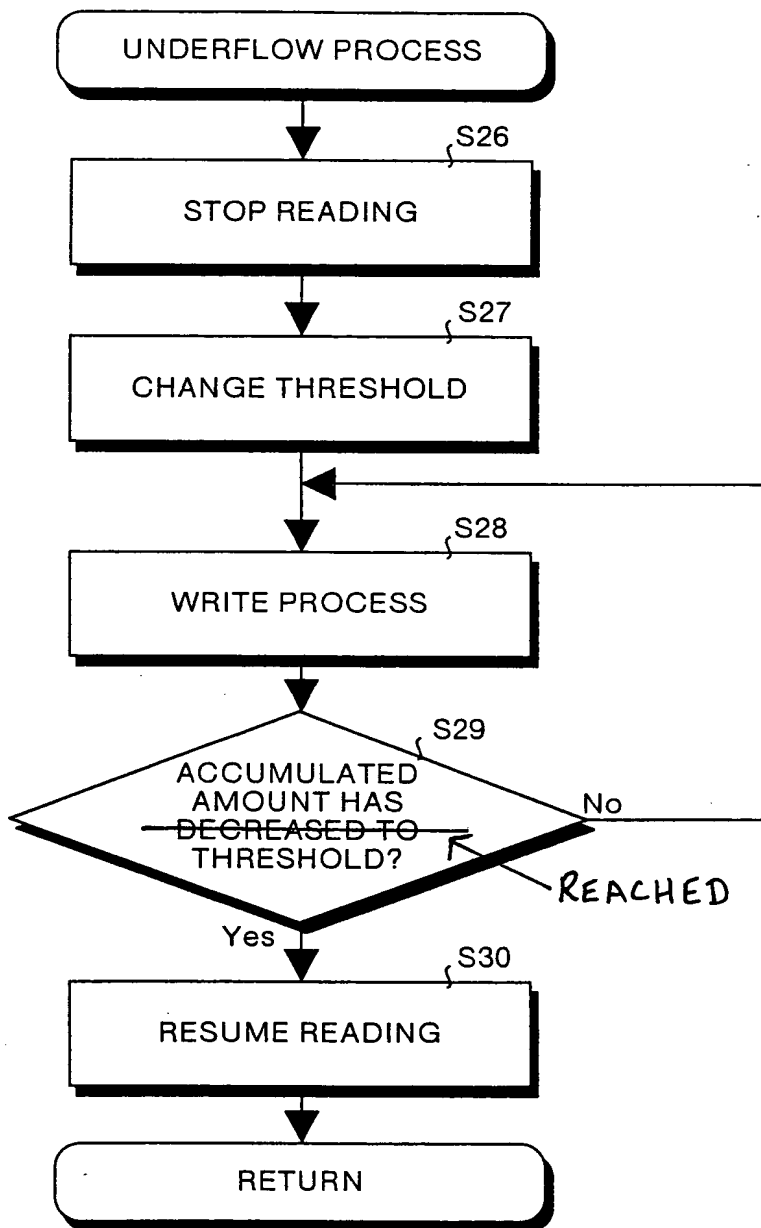 UNDERFLOW PROCESS
S26
STOP READING
S27
CHANGE THRESHOLD
S28
WRITE PROCESS
S29
ACCUMULATED
AMOUNT HAS
DECREASED TO
THRESHOLD?
No
REACHED
Yes
S30
RESUME READING
RETURN